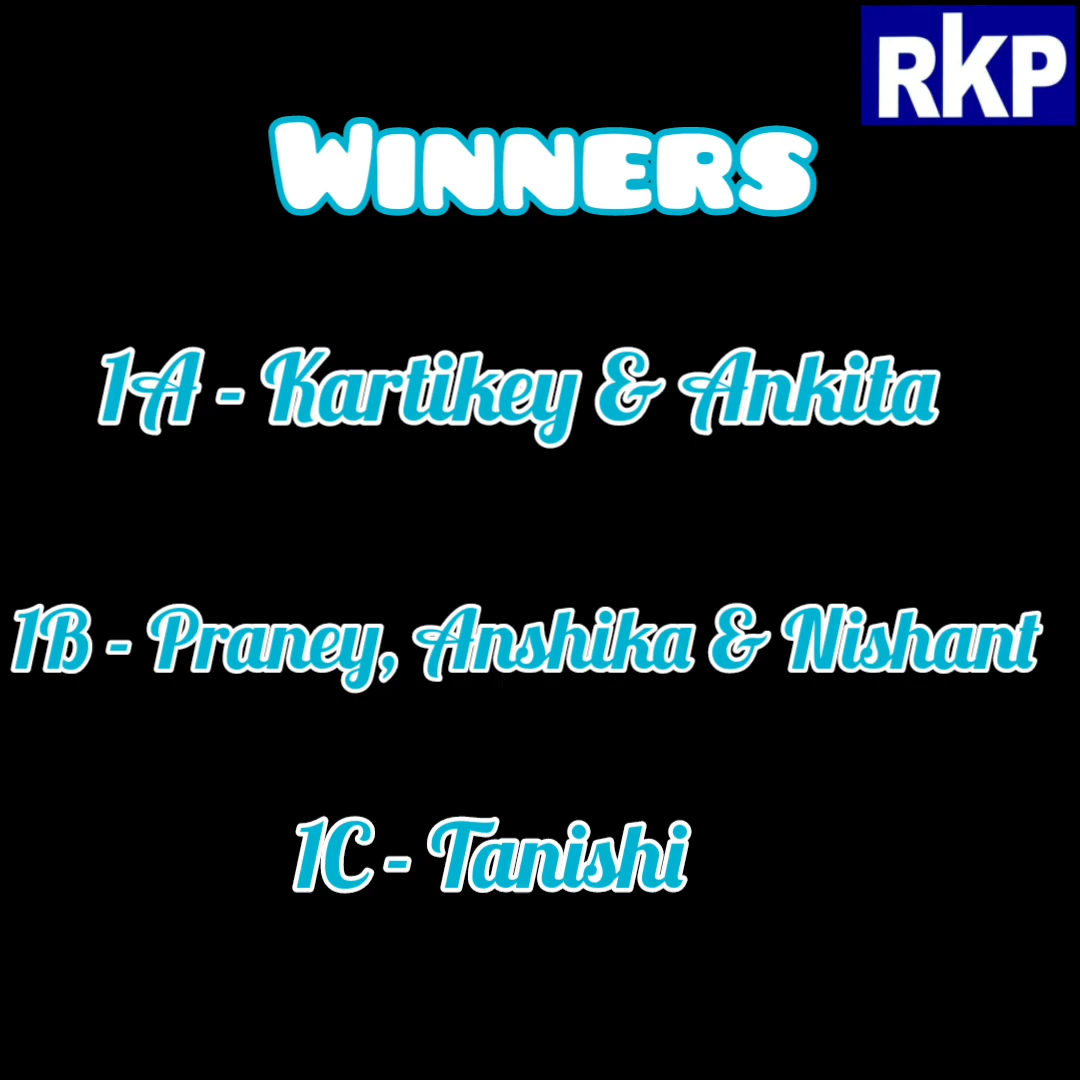 RKP
WINNERS
1A - Kartikey & Ankita
1B - Praney, Anshika & Nishant
1C - Tanishi